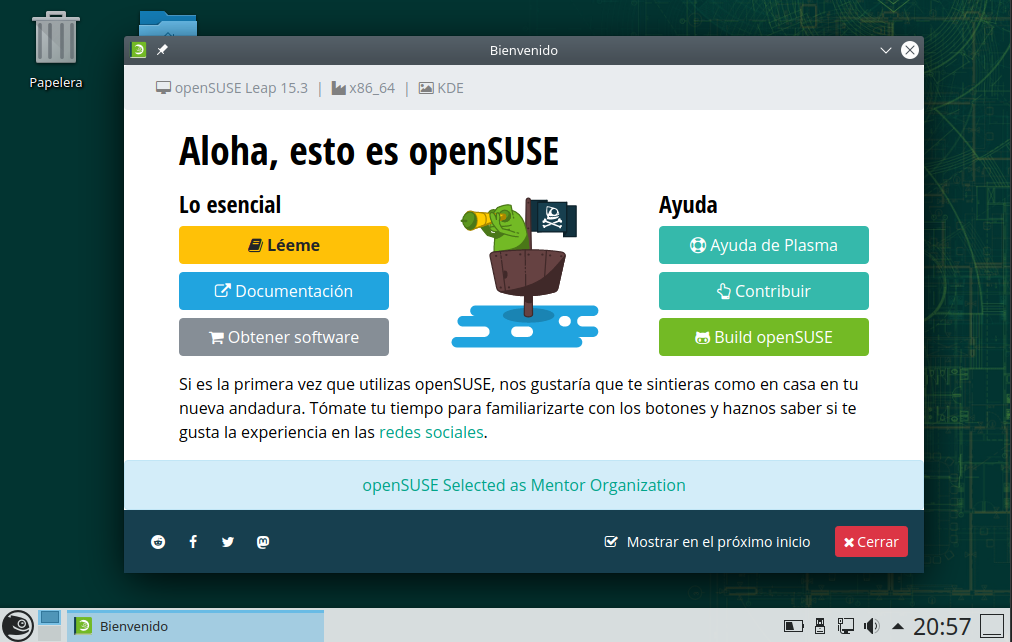 Papelera
Bienvenido
openSUSE Leap 15.3 | x86_64 | KDE
Aloha, esto es openSUSE
Lo esencial
Léeme
Documentación
Obtener software
Ayuda
Ayuda de Plasma
Contribuir
Build openSUSE
Si es la primera vez que utilizas openSUSE, nos gustaría que te sintieras como en casa en tu
nueva andadura. Tómate tu tiempo para familiarizarte con los botones y haznos saber si te
gusta la experiencia en las redes sociales.
openSUSE Selected as Mentor Organization
Mostrar en el próximo inicio
Cerrar
Bienvenido
20:57